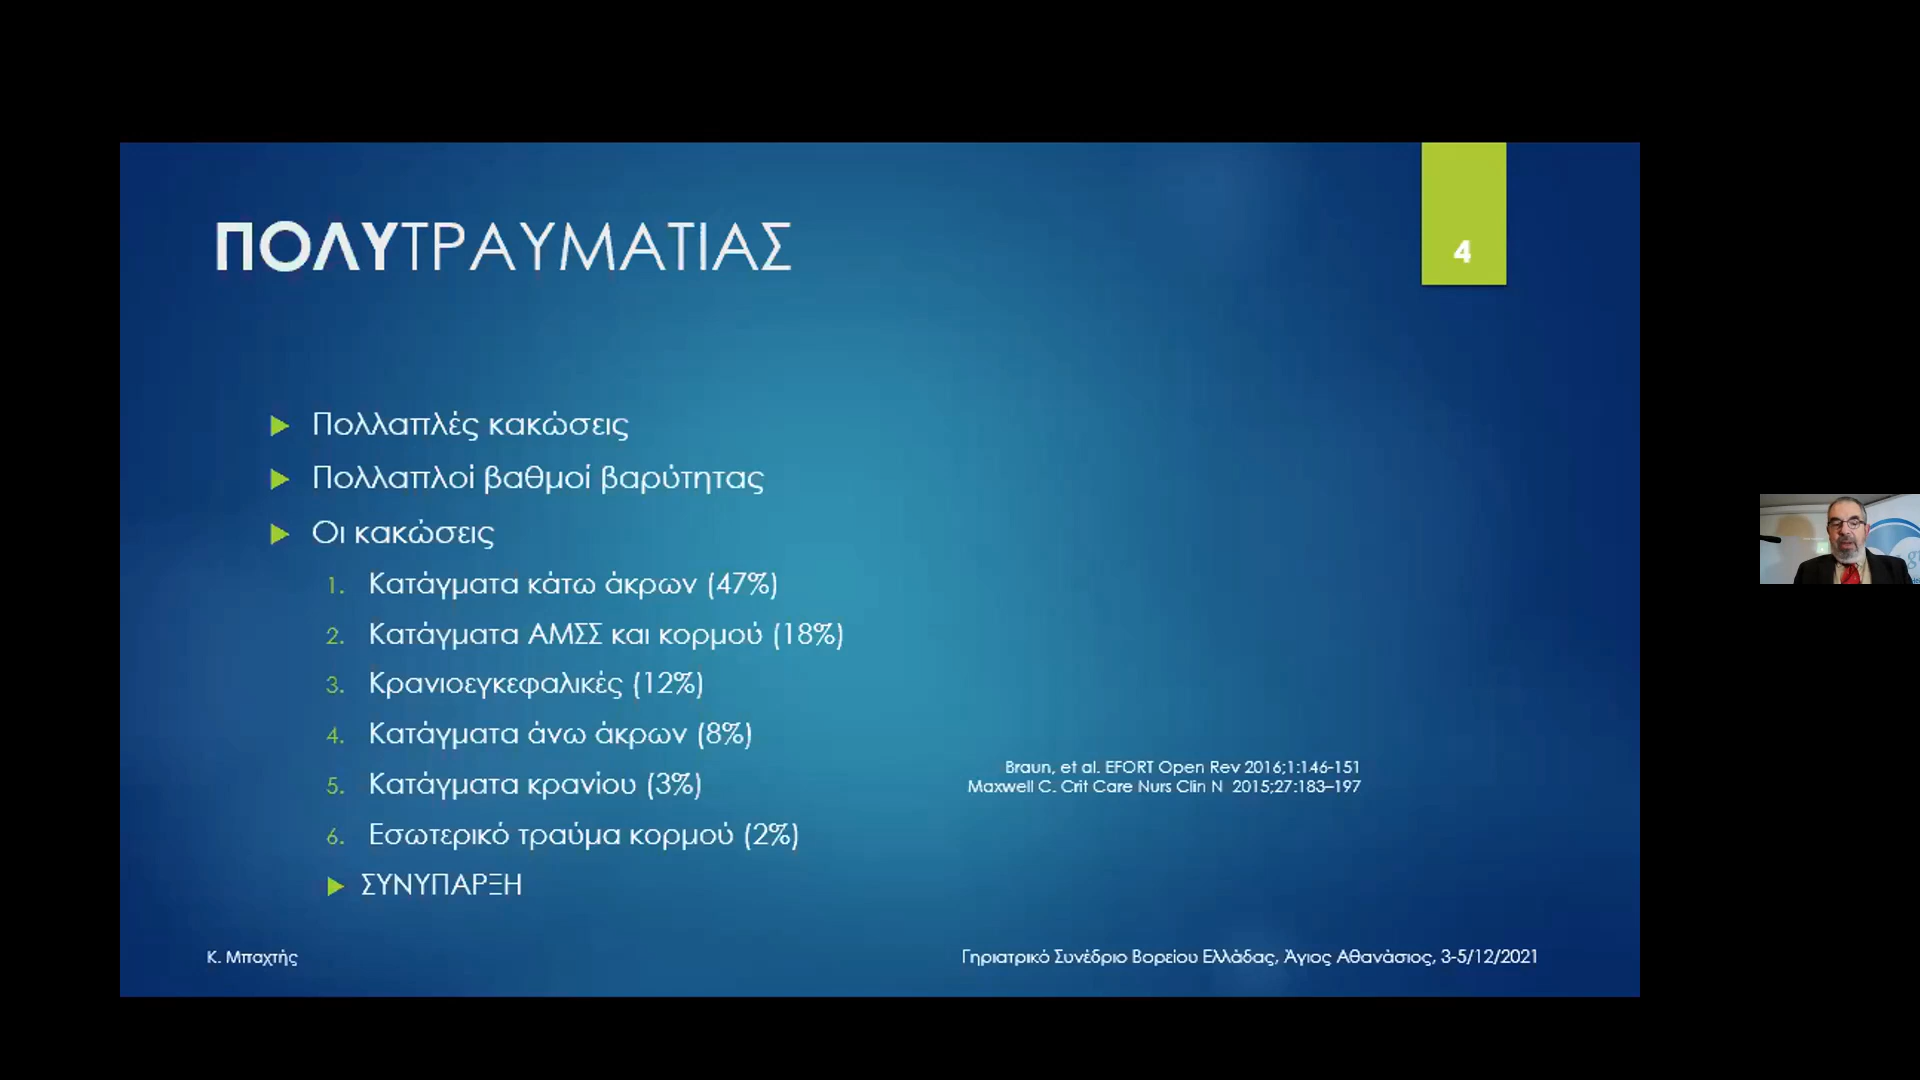 ΠΟΛΥΤΡΑΥΜΑΤΙΑΣ
4
Πολλαπλές κακώσεις
Πολλαπλοί βαθμοί βαρύτητας
Οι κακώσεις
1. Κατάγματα κάτω άκρων (47%)
2. Κατάγματα ΑΜΣΣ και κορμού (18%)
3. Κρανιοεγκεφαλικές (12%)
4. Κατάγματα άνω άκρων (8%)
5. Κατάγματα κρανίου (3%)
6. Εσωτερικό τραύμα κορμού (2%)
ΣΥΝΥΠΑΡΞΗ
Braun, et al. EFORT Open Rev 2016;1:146-151
Maxwell C. Crit Care Nurs Clin N 2015;27:183–197
Κ. Μπαχτής
Γηριατρικό Συνέδριο Βορείου Ελλάδας, Άγιος Αθανάσιος, 3-5/12/2021